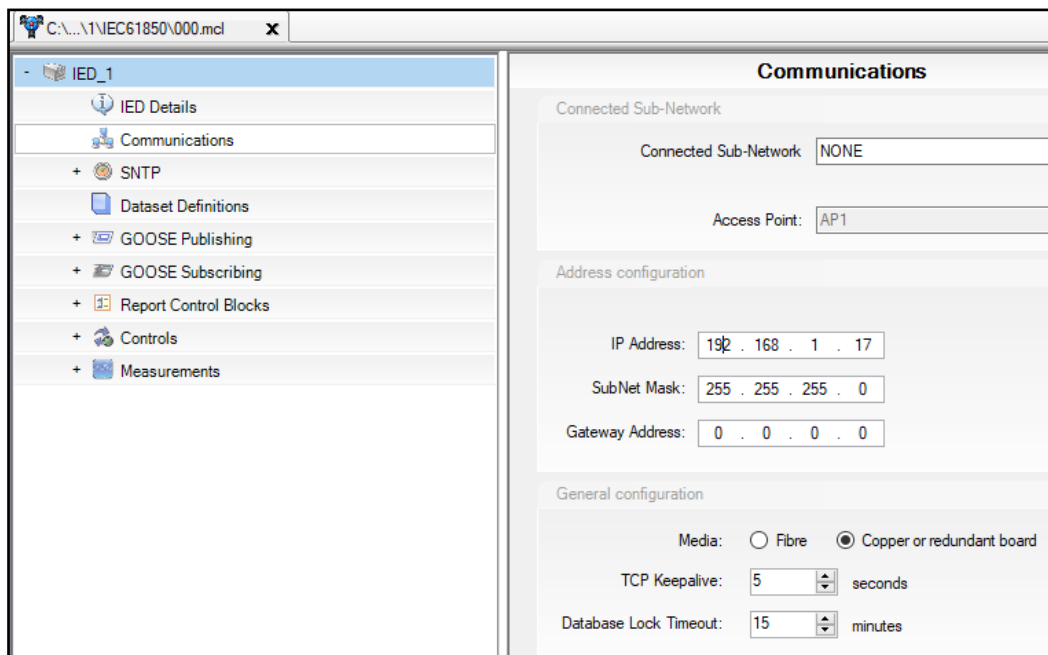 C:\...\1\IEC61850\000.mcl x
- IED_1
IED Details
Communications
+ SNTP
Dataset Definitions
+ GOOSE Publishing
+ GOOSE Subscribing
+ Report Control Blocks
+ Controls
+ Measurements
Communications
Connected Sub-Network
Connected Sub-Network NONE
Access Point: AP1
Address configuration
IP Address: 192 . 168 . 1 . 17
SubNet Mask: 255 . 255 . 255 . 0
Gateway Address: 0 . 0 . 0 . 0
General configuration
Media: Fibre Copper or redundant board
TCP Keepalive: 5 seconds
Database Lock Timeout: 15 minutes